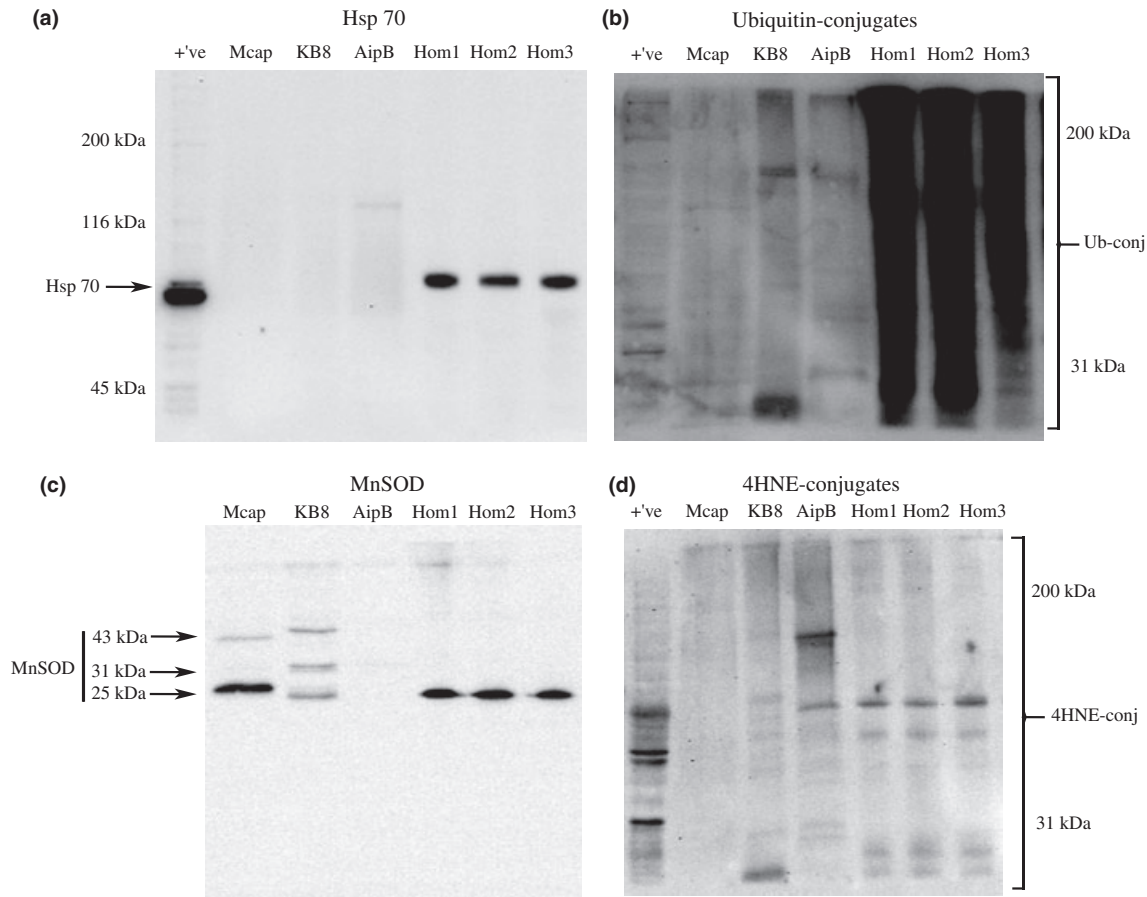 (a)
Hsp 70
+'ve Mcap KB8 AipB Hom1 Hom2 Hom3
200 kDa
116 kDa
Hsp 70
45 kDa
(b)
Ubiquitin-conjugates
+'ve Mcap KB8 AipB Hom1 Hom2 Hom3
200 kDa
Ub-conj
31 kDa
(c)
MnSOD
Mcap KB8 AipB Hom1 Hom2 Hom3
43 kDa
MnSOD
31 kDa
25 kDa
(d)
4HNE-conjugates
+'ve Mcap KB8 AipB Hom1 Hom2 Hom3
200 kDa
4HNE-conj
31 kDa